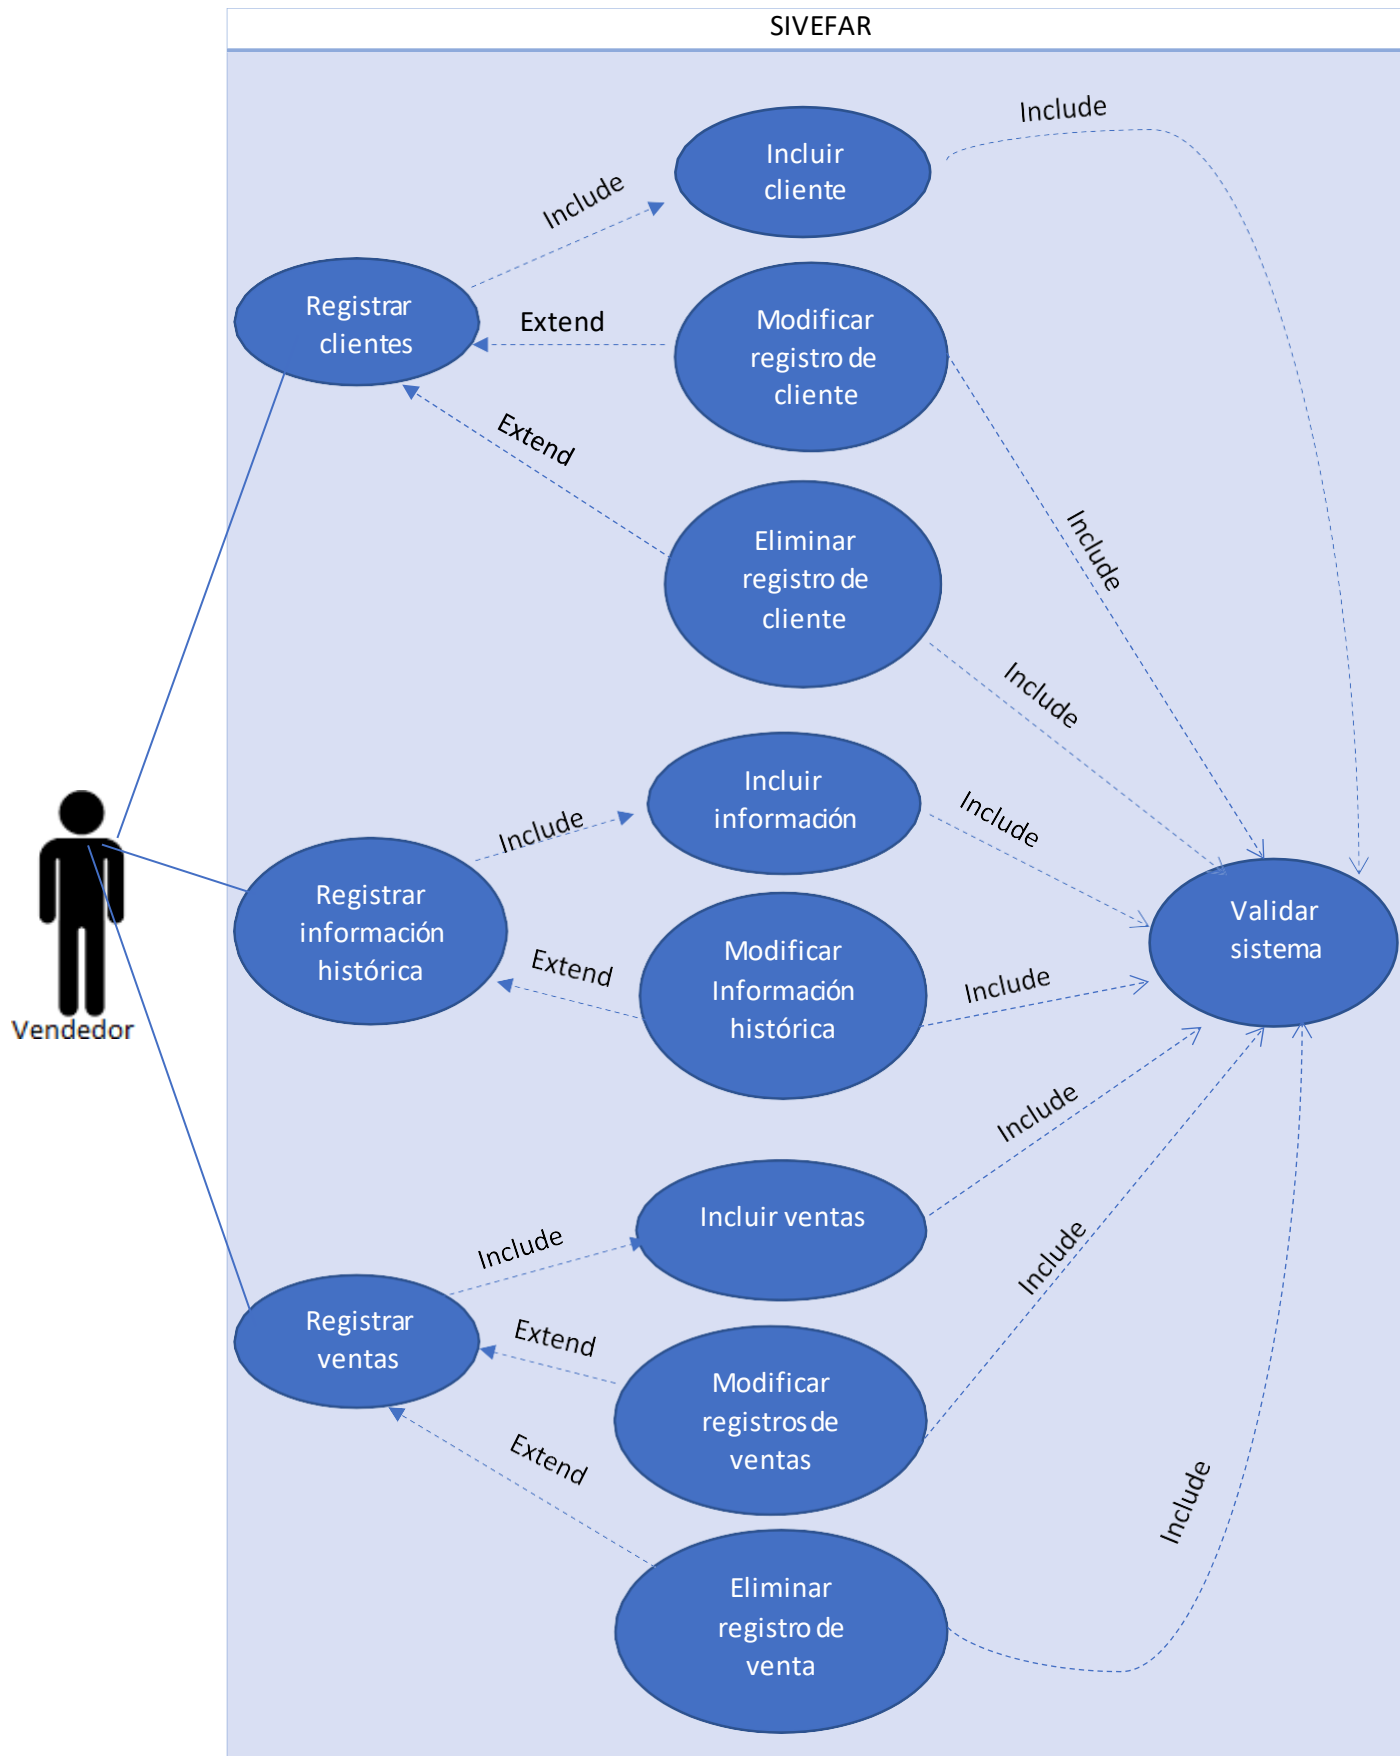 SIVEFAR
Include
Incluir
cliente
Include
Registrar
clientes
Extend
Modificar
registro de
cliente
Extend
Include
Eliminar
registro de
cliente
Include
Incluir
información
Include
Include
Registrar
información
histórica
Extend
Modificar
Información
histórica
Include
Validar
sistema
Vendedor
Include
Incluir ventas
Include
Include
Registrar
ventas
Extend
Modificar
registros de
ventas
Extend
Include
Eliminar
registro de
venta